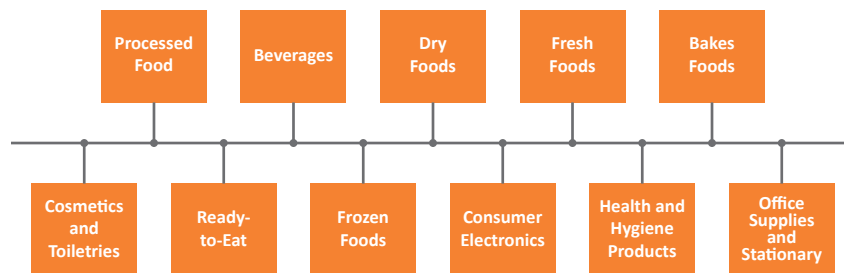 Processed
Food
Beverages
Dry
Foods
Fresh
Foods
Bakes
Foods
Cosmetics
and
Toiletries
Ready-
to-Eat
Frozen
Foods
Consumer
Electronics
Health and
Hygiene
Products
Office
Supplies
and
Stationary